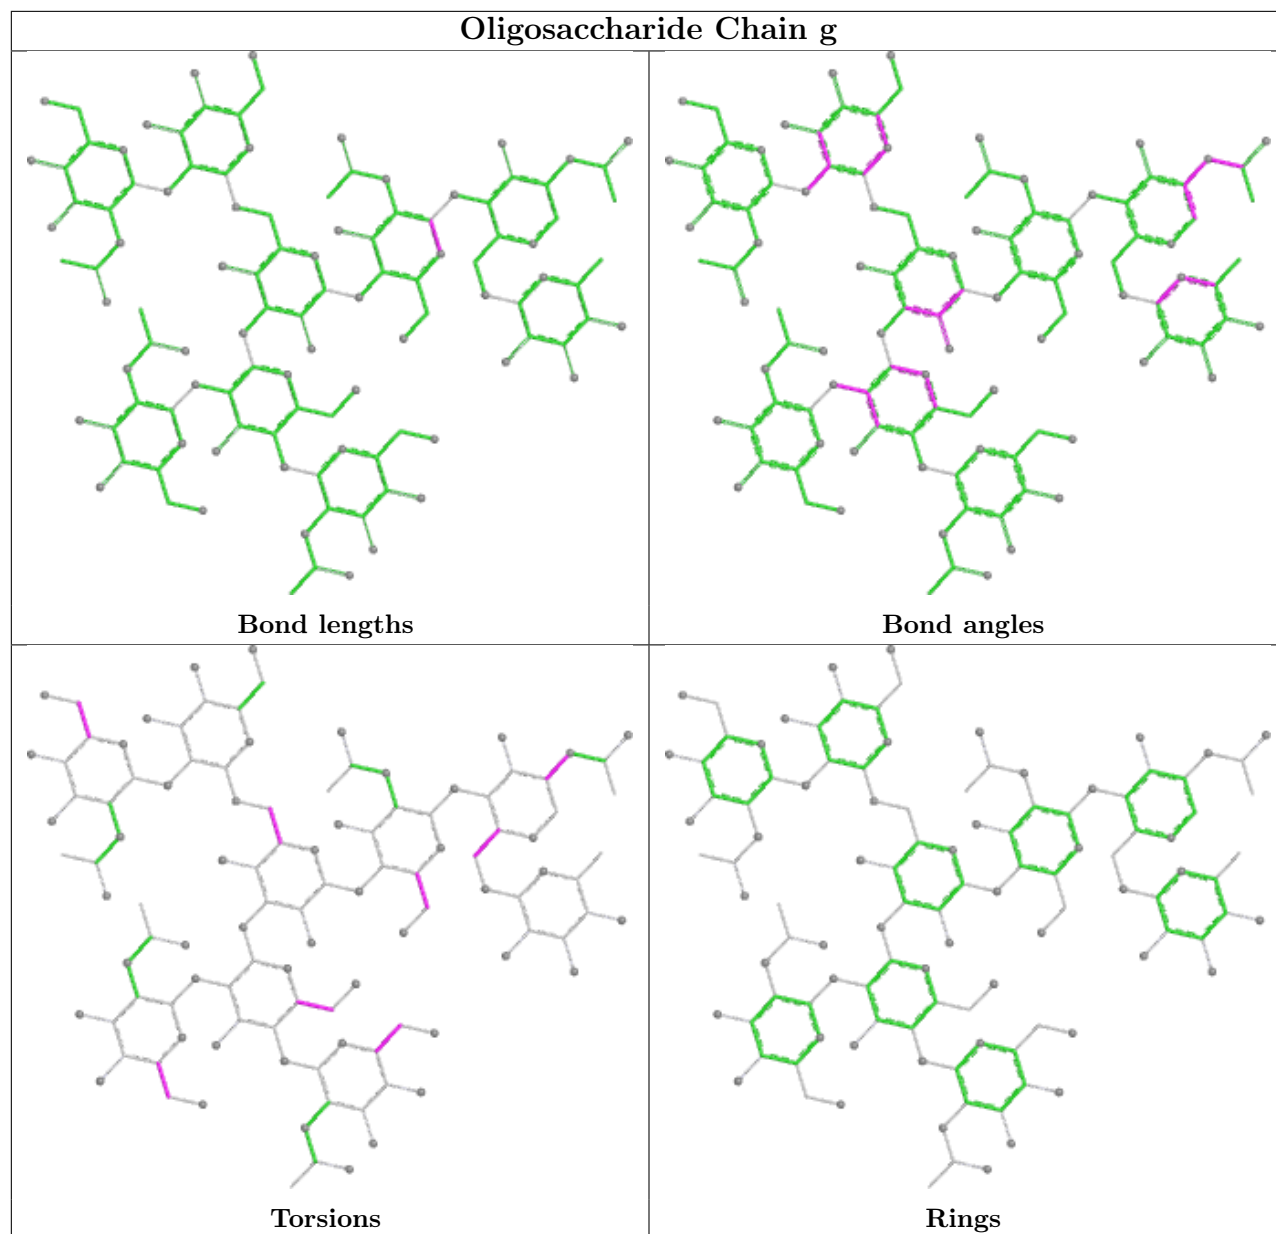 Oligosaccharide Chain g
Bond lengths
Bond angles
Torsions
Rings